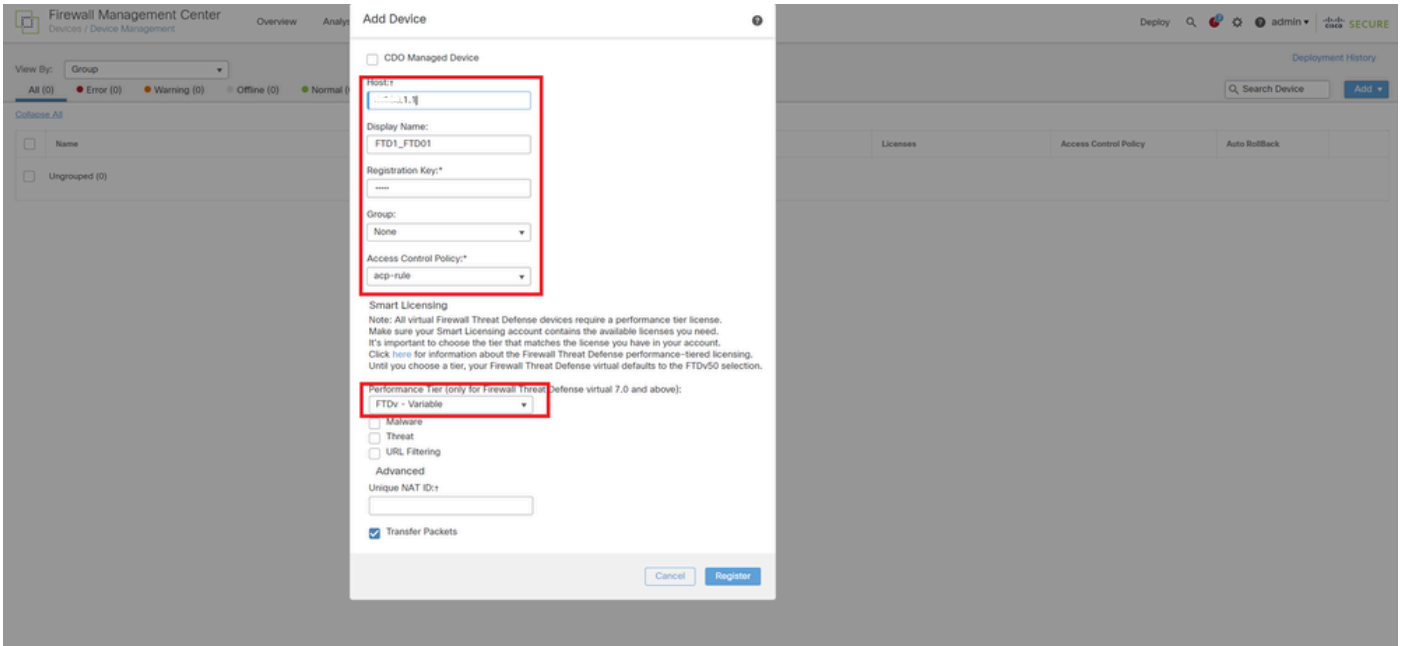 Firewall Management Center
Devices / Device Management
Overview
Analys
Deploy
admin
cisco SECURE
View By:
Group
Deployment History
All (0)
Error (0)
Warning (0)
Offline (0)
Normal (
Search Device
Add
Collapse All
Name
Licenses
Access Control Policy
Auto RollBack
Ungrouped (0)
Add Device
CDO Managed Device
Host:†
.1.1
Display Name:
FTD1_FTD01
Registration Key:*
·····
Group:
None
Access Control Policy:*
acp-rule
Smart Licensing
Note: All virtual Firewall Threat Defense devices require a performance tier license.
Make sure your Smart Licensing account contains the available licenses you need.
It's important to choose the tier that matches the license you have in your account.
Click here for information about the Firewall Threat Defense performance-tiered licensing.
Until you choose a tier, your Firewall Threat Defense virtual defaults to the FTDv50 selection.
Performance Tier (only for Firewall Threat Defense virtual 7.0 and above):
FTDv - Variable
Malware
Threat
URL Filtering
Advanced
Unique NAT ID:†
Transfer Packets
Cancel
Register